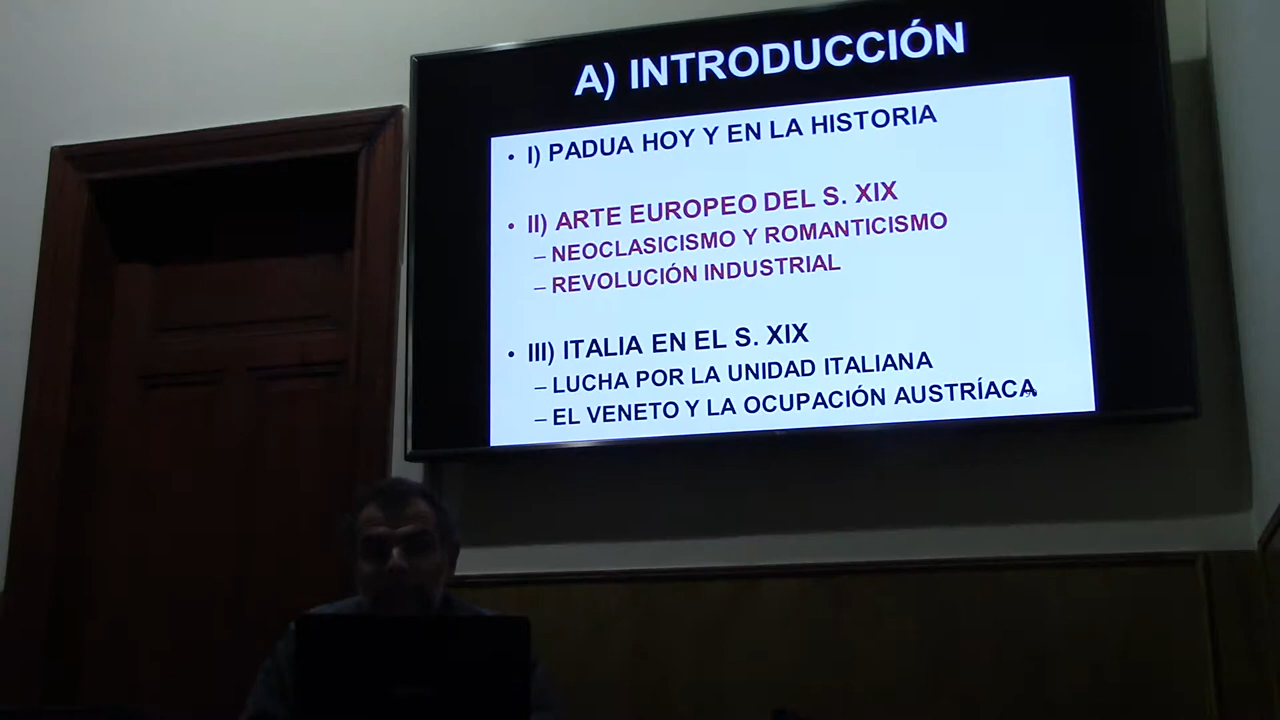 A) INTRODUCCIÓN
• I) PADUA HOY Y EN LA HISTORIA
• II) ARTE EUROPEO DEL S. XIX
– NEOCLASICISMO Y ROMANTICISMO
– REVOLUCIÓN INDUSTRIAL
• III) ITALIA EN EL S. XIX
– LUCHA POR LA UNIDAD ITALIANA
– EL VENETO Y LA OCUPACIÓN AUSTRÍACA